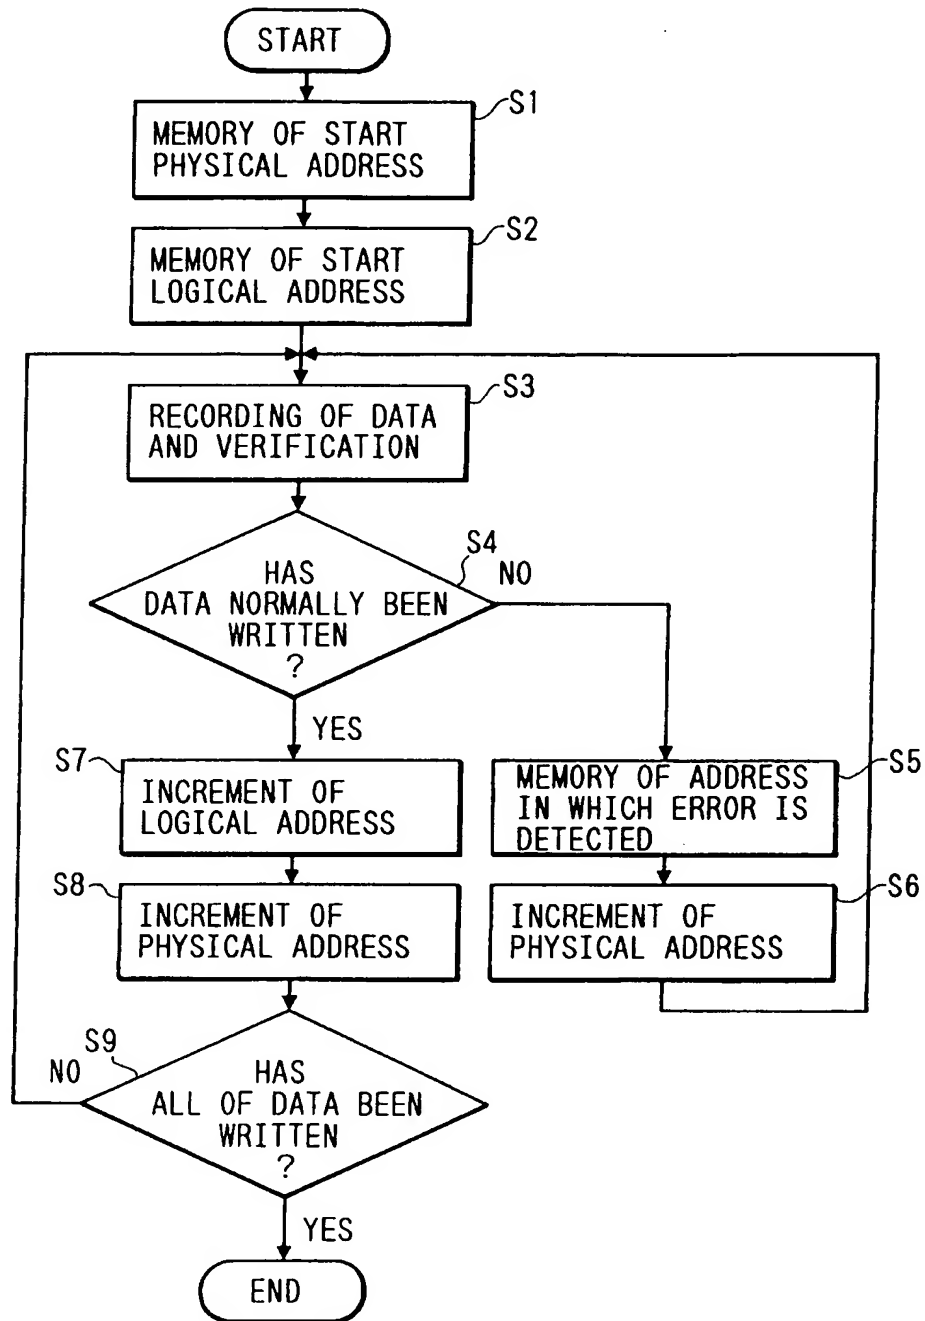 START
S1
MEMORY OF START
PHYSICAL ADDRESS
S2
MEMORY OF START
LOGICAL ADDRESS
S3
RECORDING OF DATA
AND VERIFICATION
S4
HAS
DATA NORMALLY BEEN
WRITTEN
?
NO
YES
S5
MEMORY OF ADDRESS
IN WHICH ERROR IS
DETECTED
S6
INCREMENT OF
PHYSICAL ADDRESS
S7
INCREMENT OF
LOGICAL ADDRESS
S8
INCREMENT OF
PHYSICAL ADDRESS
S9
NO
HAS
ALL OF DATA BEEN
WRITTEN
?
YES
END